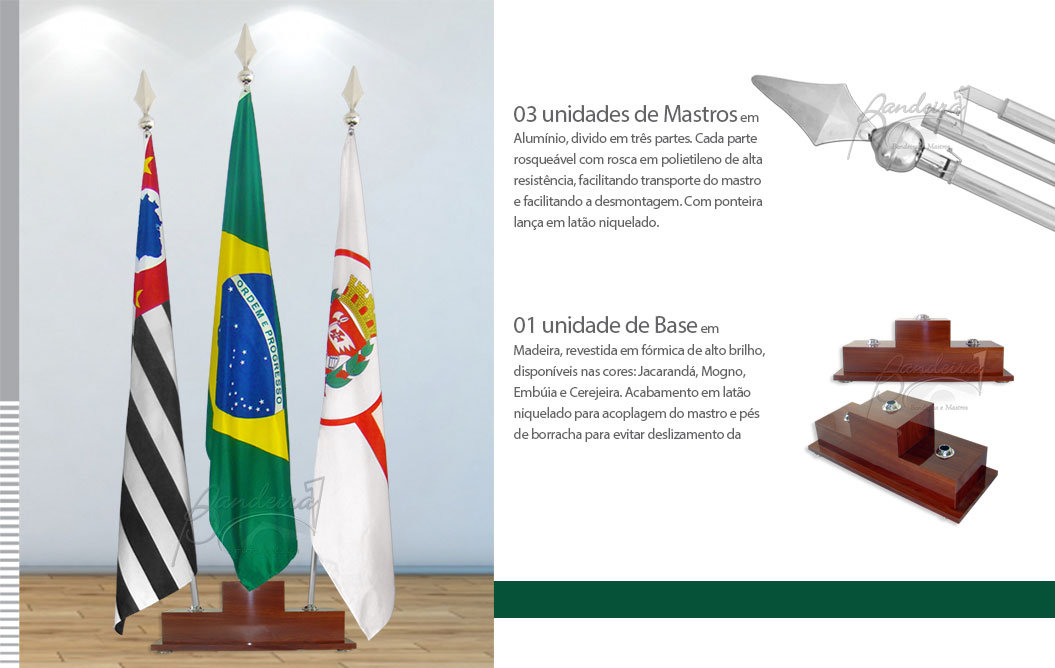 ORDEM E PROGRESSO
03 unidades de Mastros em
Alumínio, divido em três partes. Cada parte
rosqueável com rosca em polietileno de alta
resistência, facilitando transporte do mastro
e facilitando a desmontagem. Com ponteira
lança em latão niquelado.
Bandeira1
01 unidade de Base em
Madeira, revestida em fórmica de alto brilho,
disponíveis nas cores: Jacarandá, Mogno,
Embúia e Cerejeira. Acabamento em latão
niquelado para acoplagem do mastro e pés
de borracha para evitar deslizamento da
Bandeira1
Bandeira1